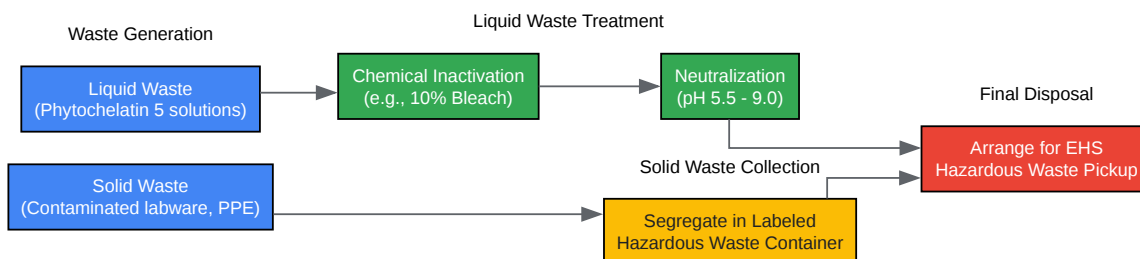 Liquid Waste Treatment
Waste Generation
Chemical Inactivation
(e.g., 10% Bleach)
Neutralization
(pH 5.5 - 9.0)
Liquid Waste
(Phytochelatin 5 solutions)
Final Disposal
Arrange for EHS
Hazardous Waste Pickup
Solid Waste Collection
Solid Waste
(Contaminated labware, PPE)
Segregate in Labeled
Hazardous Waste Container